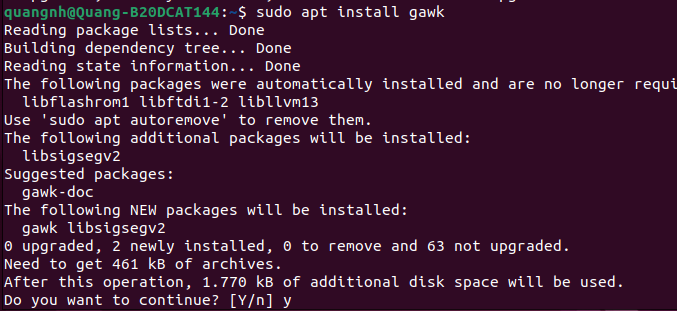 quangnh@Quang-B20DCAT144:~$ sudo apt install gawk
Reading package lists... Done
Building dependency tree... Done
Reading state information... Done
The following packages were automatically installed and are no longer requi
  libflashrom1 libftdi1-2 libllvm13
Use 'sudo apt autoremove' to remove them.
The following additional packages will be installed:
  libsigsegv2
Suggested packages:
  gawk-doc
The following NEW packages will be installed:
  gawk libsigsegv2
0 upgraded, 2 newly installed, 0 to remove and 63 not upgraded.
Need to get 461 kB of archives.
After this operation, 1.770 kB of additional disk space will be used.
Do you want to continue? [Y/n] y